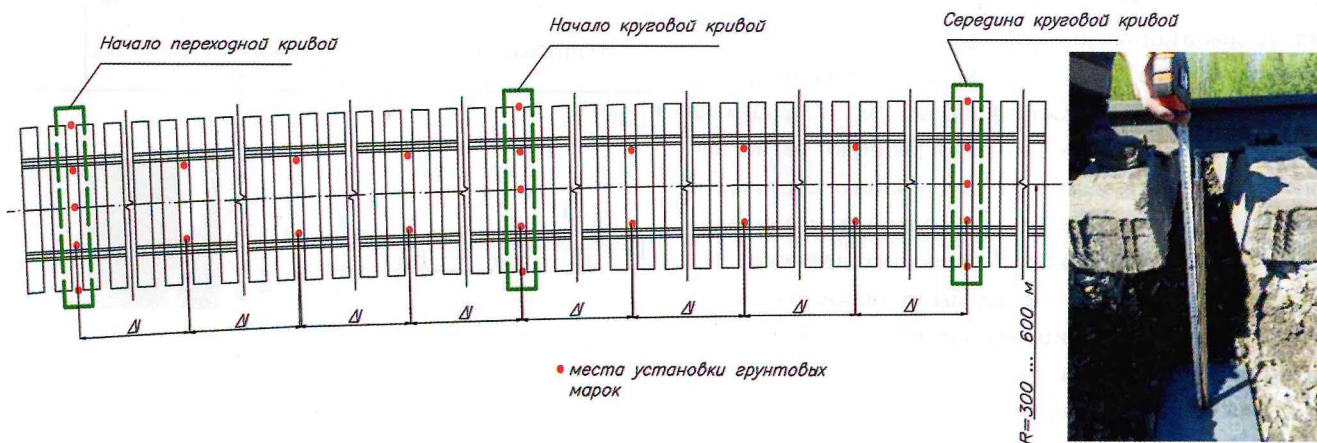 Начало переходной кривой
Начало круговой кривой
Середина круговой кривой
Δl Δl Δl Δl Δl Δl Δl Δl
места установки грунтовых
марок
R=300 ... 600 м